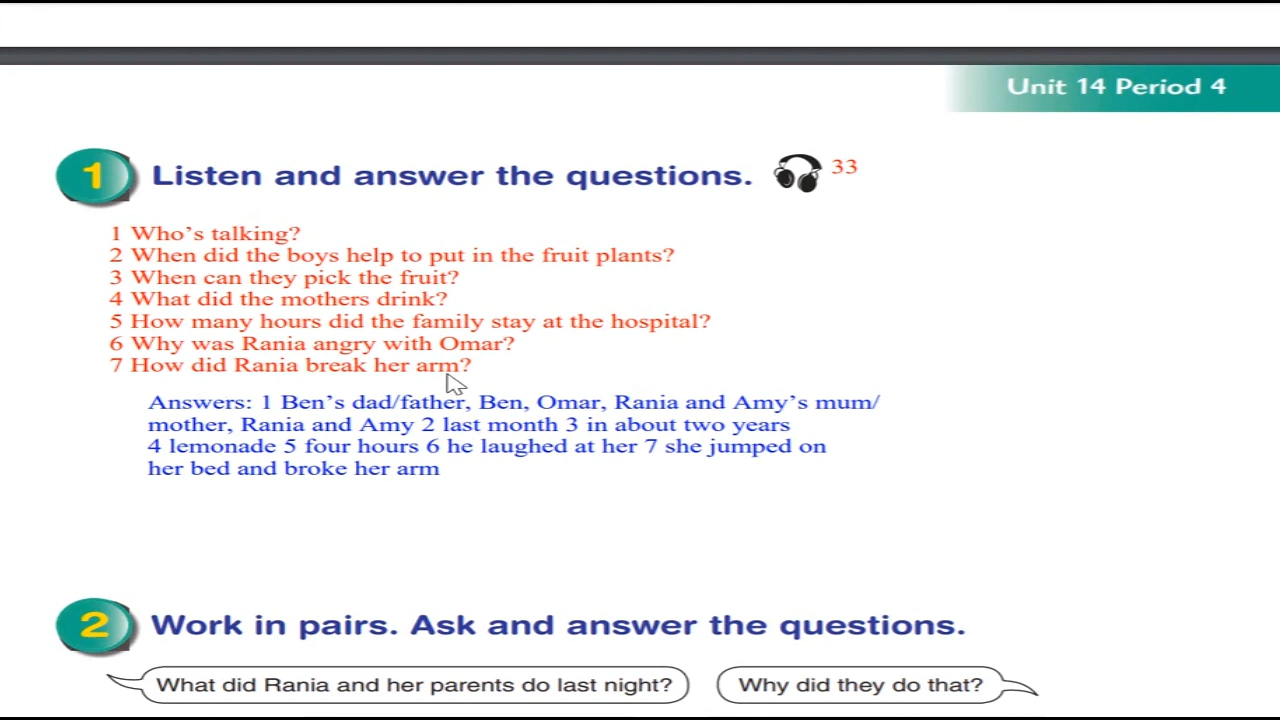 Unit 14 Period 4
1 Listen and answer the questions. 33
1 Who's talking?
2 When did the boys help to put in the fruit plants?
3 When can they pick the fruit?
4 What did the mothers drink?
5 How many hours did the family stay at the hospital?
6 Why was Rania angry with Omar?
7 How did Rania break her arm?
Answers: 1 Ben's dad/father, Ben, Omar, Rania and Amy's mum/
mother, Rania and Amy 2 last month 3 in about two years
4 lemonade 5 four hours 6 he laughed at her 7 she jumped on
her bed and broke her arm
2 Work in pairs. Ask and answer the questions.
What did Rania and her parents do last night? Why did they do that?